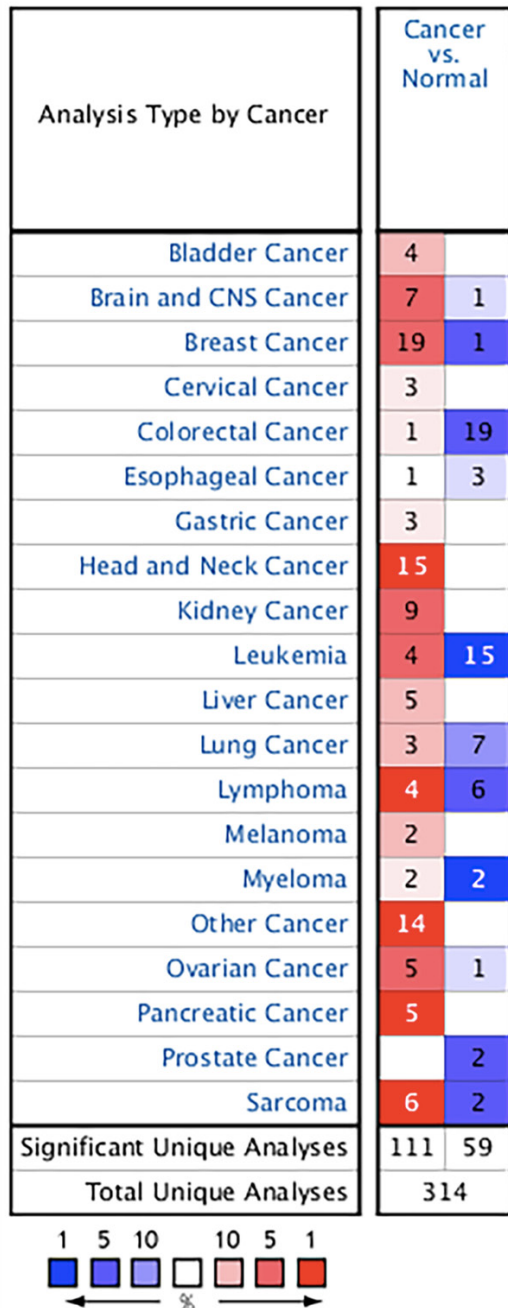 Analysis Type by Cancer
Cancer
vs.
Normal
Bladder Cancer 4
Brain and CNS Cancer 7 1
Breast Cancer 19 1
Cervical Cancer 3
Colorectal Cancer 1 19
Esophageal Cancer 1 3
Gastric Cancer 3
Head and Neck Cancer 15
Kidney Cancer 9
Leukemia 4 15
Liver Cancer 5
Lung Cancer 3 7
Lymphoma 4 6
Melanoma 2
Myeloma 2 2
Other Cancer 14
Ovarian Cancer 5 1
Pancreatic Cancer 5
Prostate Cancer 2
Sarcoma 6 2
Significant Unique Analyses 111 59
Total Unique Analyses 314
1 5 10 10 5 1
%